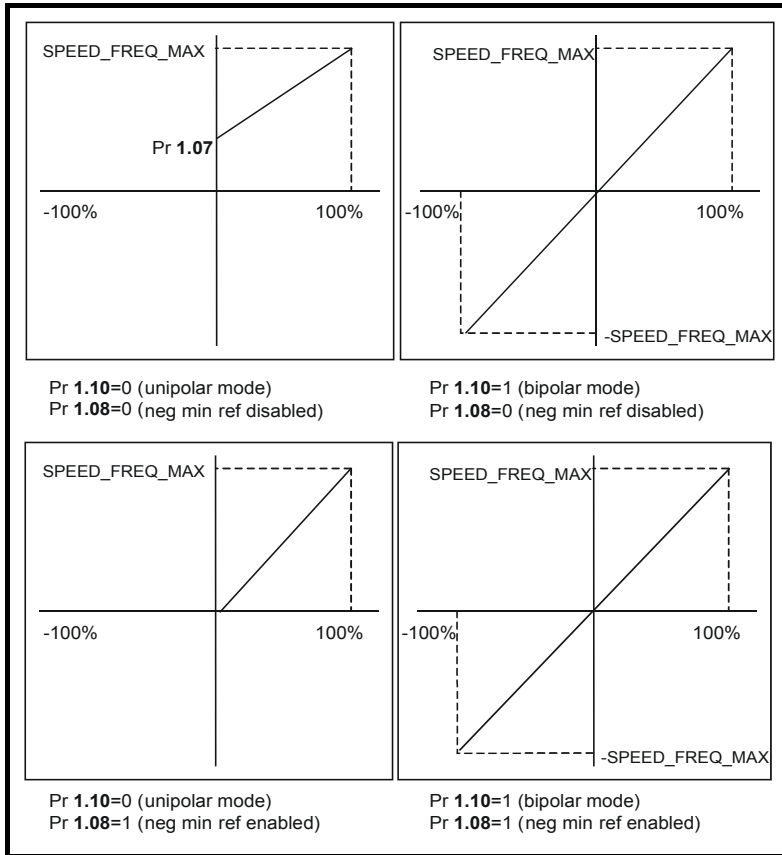 SPEED_FREQ_MAX
Pr 1.07
-100%
100%
Pr 1.10=0 (unipolar mode)
Pr 1.08=0 (neg min ref disabled)
SPEED_FREQ_MAX
-100%
100%
-SPEED_FREQ_MAX
Pr 1.10=1 (bipolar mode)
Pr 1.08=0 (neg min ref disabled)
SPEED_FREQ_MAX
-100%
100%
Pr 1.10=0 (unipolar mode)
Pr 1.08=1 (neg min ref enabled)
SPEED_FREQ_MAX
-100%
100%
-SPEED_FREQ_MAX
Pr 1.10=1 (bipolar mode)
Pr 1.08=1 (neg min ref enabled)